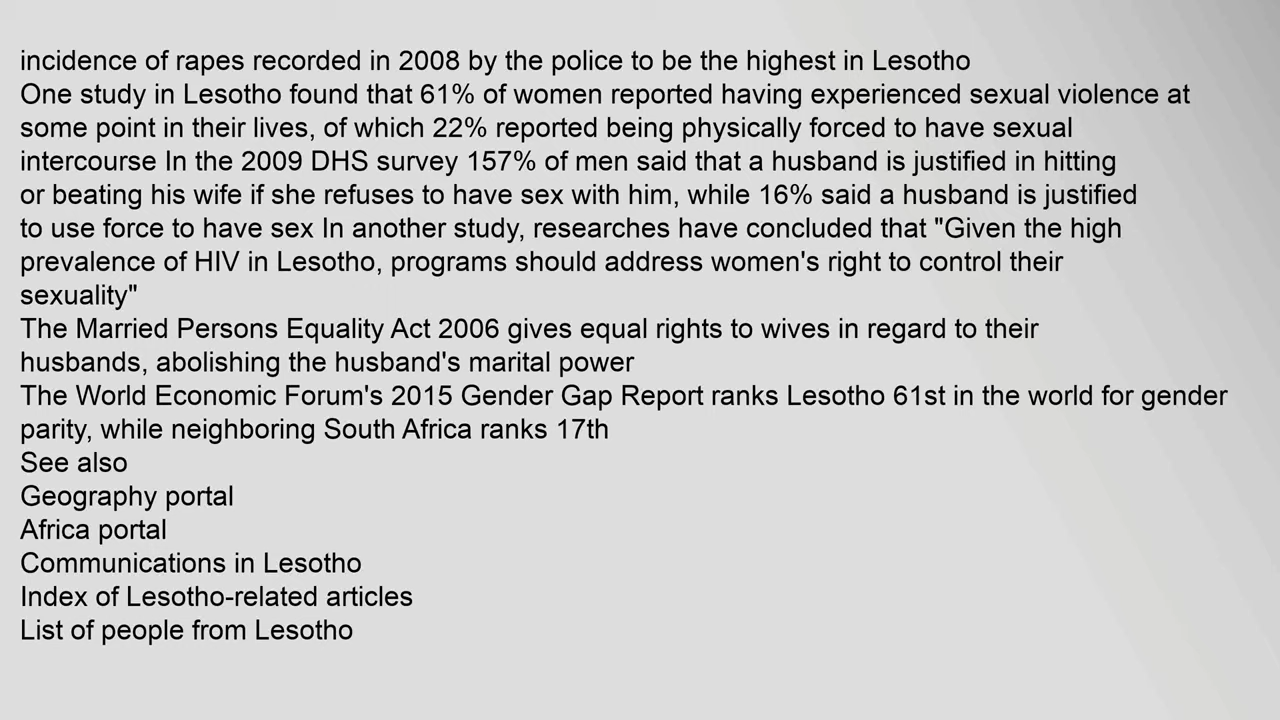 incidence of rapes recorded in 2008 by the police to be the highest in Lesotho
One study in Lesotho found that 61% of women reported having experienced sexual violence at
some point in their lives, of which 22% reported being physically forced to have sexual
intercourse In the 2009 DHS survey 157% of men said that a husband is justified in hitting
or beating his wife if she refuses to have sex with him, while 16% said a husband is justified
to use force to have sex In another study, researches have concluded that "Given the high
prevalence of HIV in Lesotho, programs should address women's right to control their
sexuality"
The Married Persons Equality Act 2006 gives equal rights to wives in regard to their
husbands, abolishing the husband's marital power
The World Economic Forum's 2015 Gender Gap Report ranks Lesotho 61st in the world for gender
parity, while neighboring South Africa ranks 17th
See also
Geography portal
Africa portal
Communications in Lesotho
Index of Lesotho-related articles
List of people from Lesotho